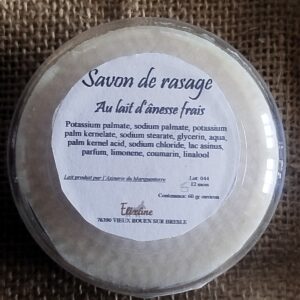 Savon de rasage
Au lait d'ânesse frais
Potassium palmate, sodium palmate, potassium
palm kernelate, sodium stearate, glycerin, aqua,
palm kernel acid, sodium chloride, lac asinus,
parfum, limonene, coumarin, linalool
Lait produit par l'Asinerie du Marquenterre
Lot: 044
12 mois
Contenance: 60 gr environ
76390 VIEUX ROUEN SUR BRESLE